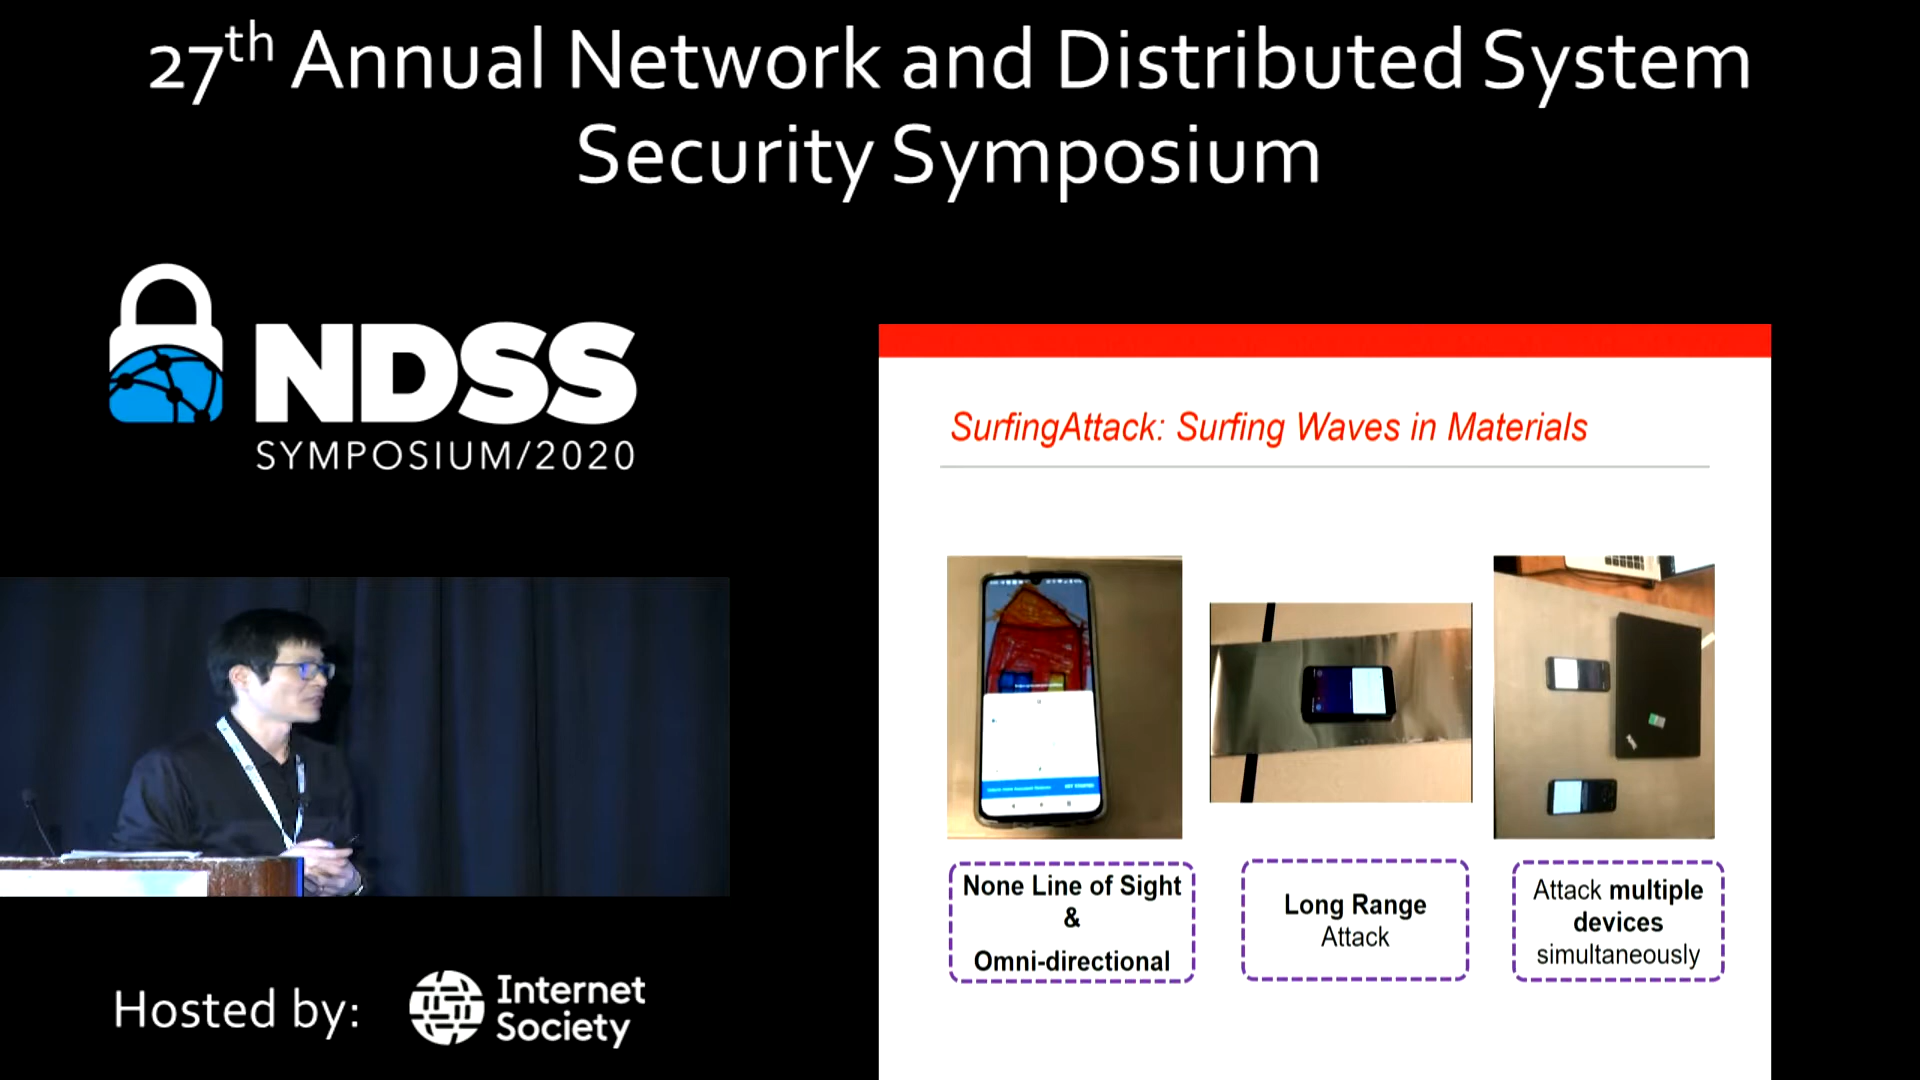 27th Annual Network and Distributed System
Security Symposium
NDSS
SYMPOSIUM/2020
SurfingAttack: Surfing Waves in Materials
None Line of Sight
&
Omni-directional
Long Range
Attack
Attack multiple
devices
simultaneously
Hosted by:
Internet
Society